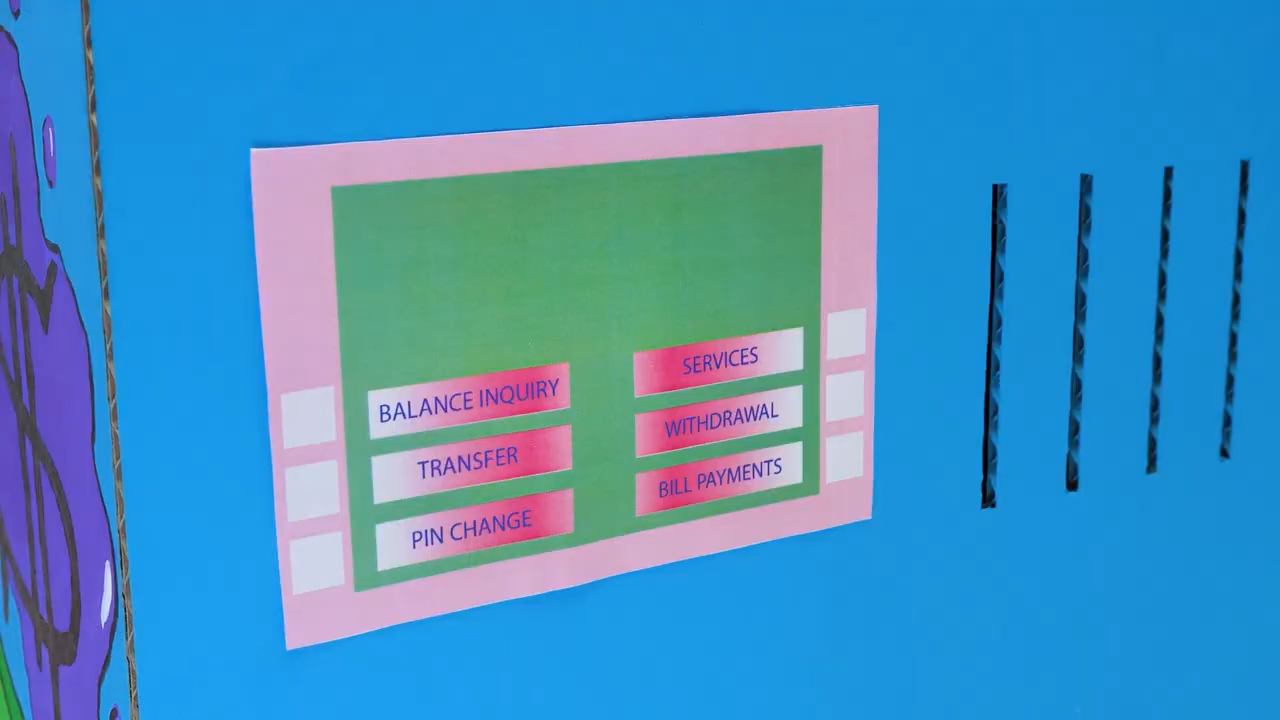 BALANCE INQUIRY
TRANSFER
PIN CHANGE
SERVICES
WITHDRAWAL
BILL PAYMENTS